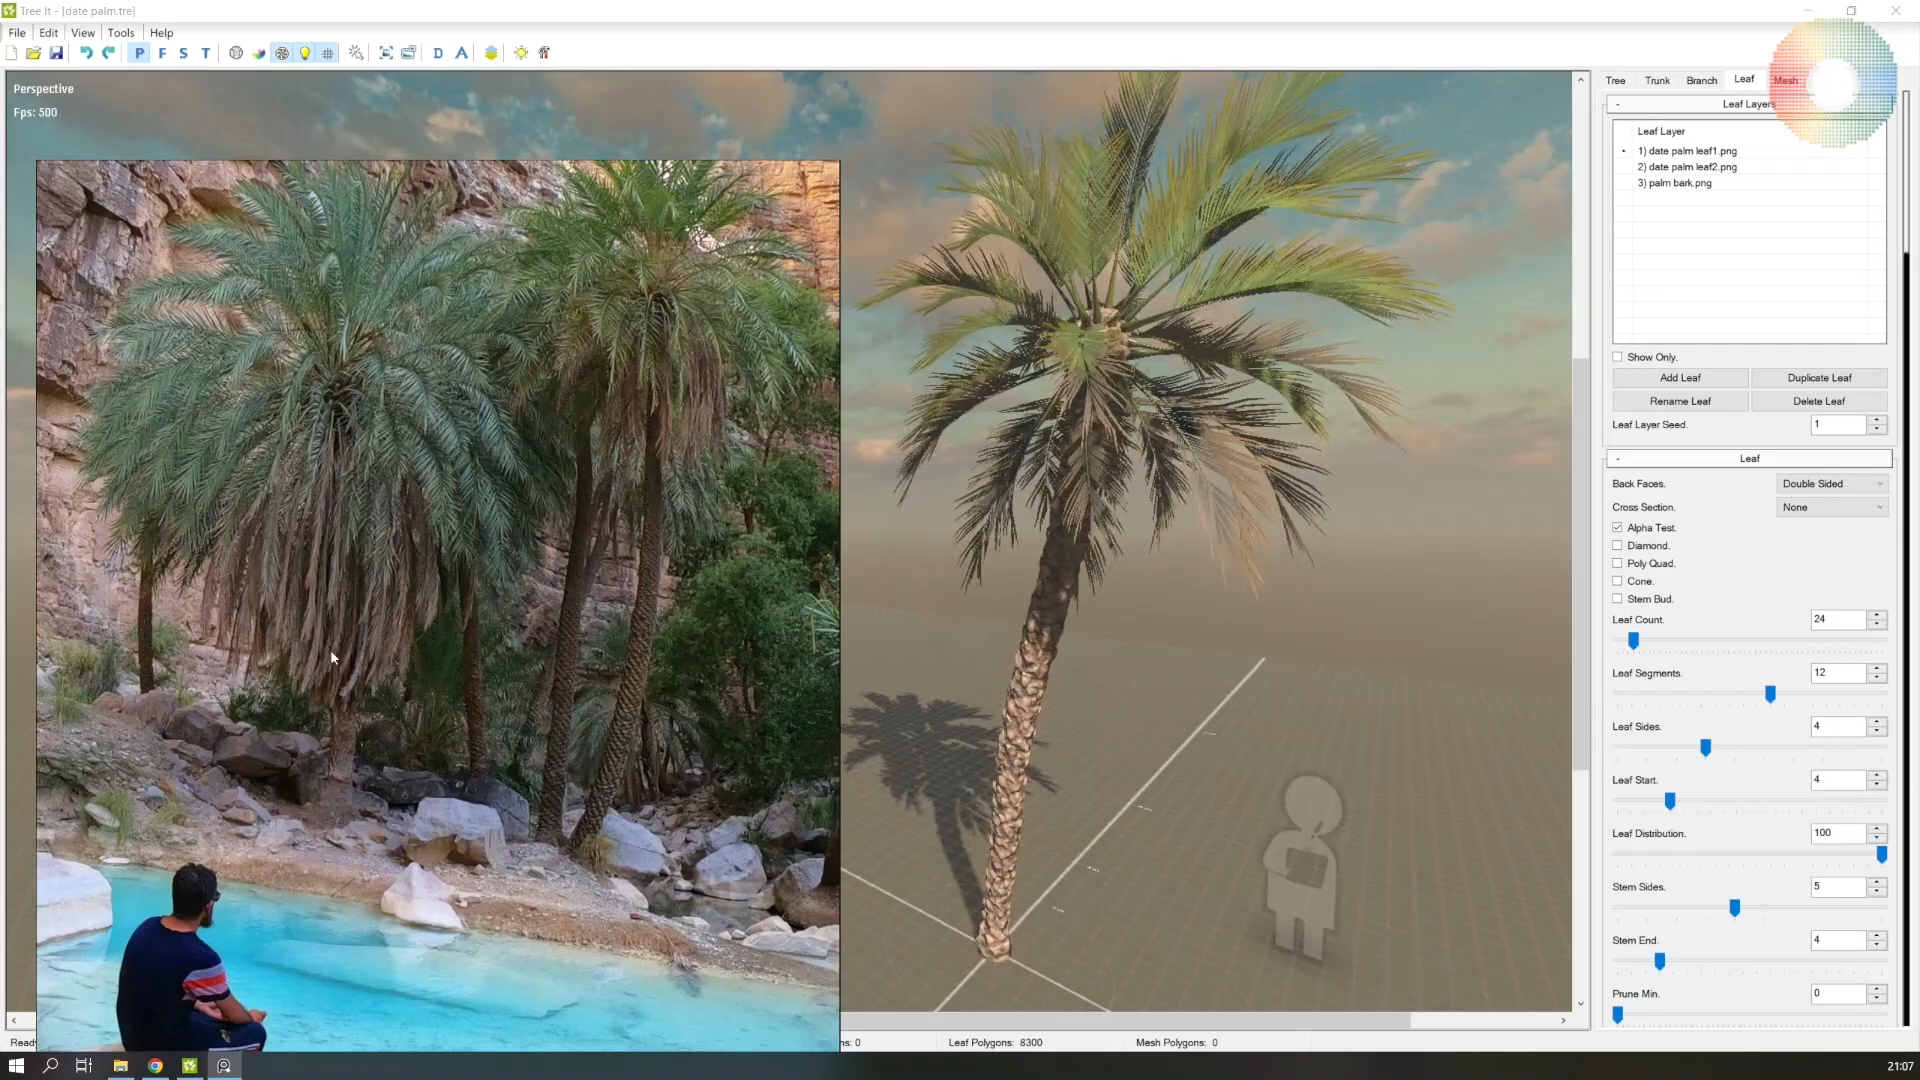 Tree It - [date palm.tre]
File Edit View Tools Help
P F S T D A
Perspective
Fps: 500
Tree Trunk Branch Leaf Mesh
- Leaf Layers
Leaf Layer
1) date palm leaf1.png
2) date palm leaf2.png
3) palm bark.png
Show Only.
Add Leaf Duplicate Leaf
Rename Leaf Delete Leaf
Leaf Layer Seed. 1
- Leaf
Back Faces. Double Sided
Cross Section. None
Alpha Test.
Diamond.
Poly Quad.
Cone.
Stem Bud.
Leaf Count. 24
Leaf Segments. 12
Leaf Sides. 4
Leaf Start. 4
Leaf Distribution. 100
Stem Sides. 5
Stem End. 4
Prune Min. 0
Ready
ns: 0 Leaf Polygons: 8300 Mesh Polygons: 0
21:07